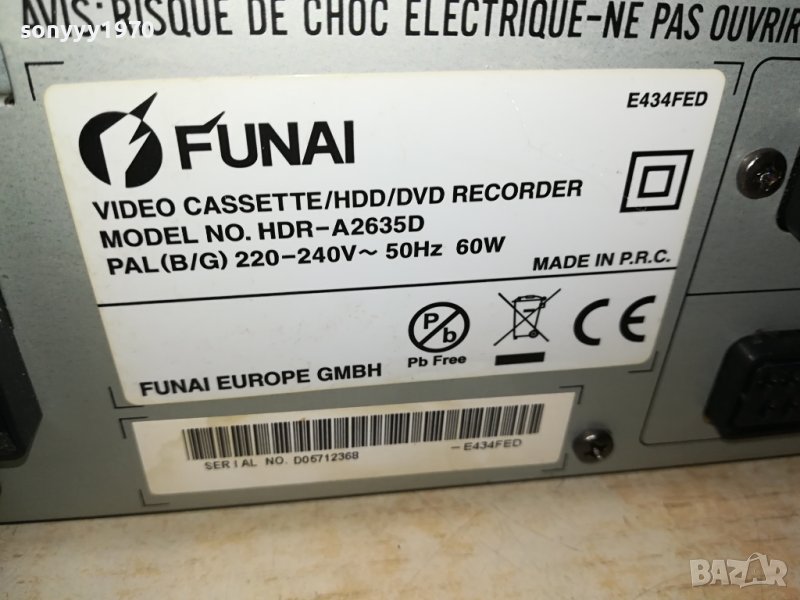 AVIS: RISQUE DE CHOC ELECTRIQUE-NE PAS OUVRIR
sonyyy1970
E434FED
FUNAI
VIDEO CASSETTE/HDD/DVD RECORDER
MODEL NO. HDR-A2635D
PAL(B/G) 220-240V~ 50Hz 60W
MADE IN P.R.C.
Pb
Pb Free
CE
FUNAI EUROPE GMBH
SERIAL NO. D05712368
-E434FED
BAZAR